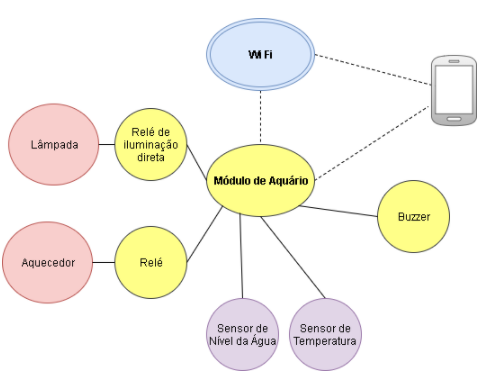 Wi Fi
Relé de
iluminação
direta
Lâmpada
Módulo de Aquário
Buzzer
Aquecedor
Relé
Sensor de
Nível da Água
Sensor de
Temperatura